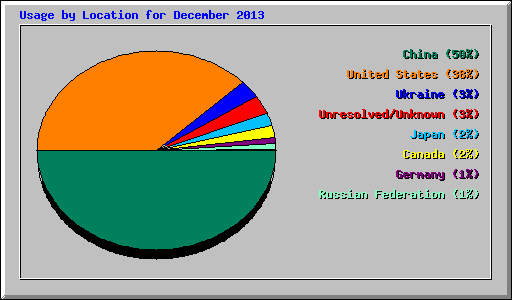 Usage by Location for December 2013
China (50%)
United States (38%)
Ukraine (3%)
Unresolved/Unknown (3%)
Japan (2%)
Canada (2%)
Germany (1%)
Russian Federation (1%)